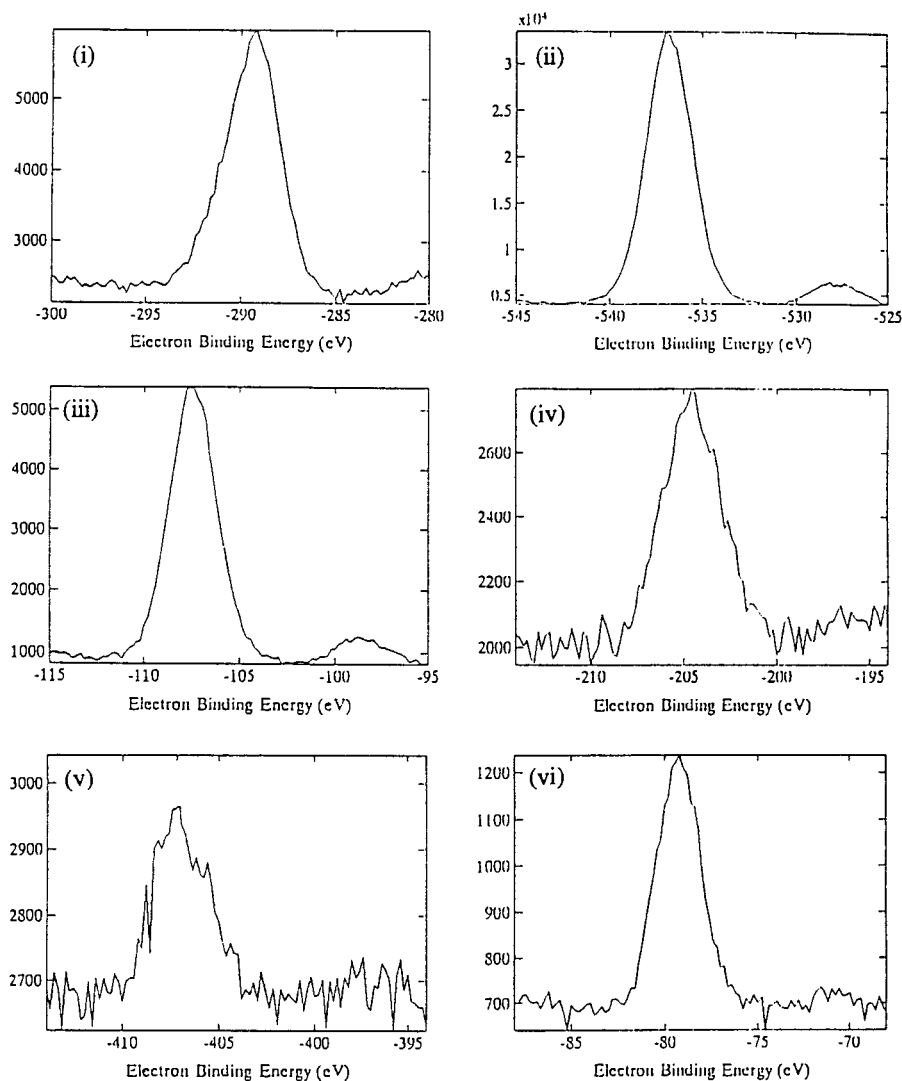 (i)
5000
4000
3000
-300 -295 -290 -285 -280
Electron Binding Energy (eV)
x10⁴
(ii)
3
2.5
2
1.5
1
0.5
-545 -540 -535 -530 -525
Electron Binding Energy (eV)
(iii)
5000
4000
3000
2000
1000
-115 -110 -105 -100 -95
Electron Binding Energy (eV)
(iv)
2600
2400
2200
2000
-210 -205 -200 -195
Electron Binding Energy (eV)
(v)
3000
2900
2800
2700
-410 -405 -400 -395
Electron Binding Energy (eV)
(vi)
1200
1100
1000
900
800
700
-85 -80 -75 -70
Electron Binding Energy (eV)